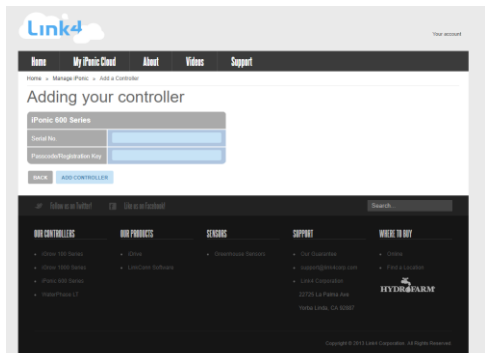 Link4
Your account
Home My iPonic Cloud About Videos Support
Home » Manage iPonic » Add a Controller
Adding your controller
iPonic 600 Series
Serial No.
Passcode/Registration Key
BACK ADD CONTROLLER
Follow us on Twitter! Like us on Facebook! Search...
OUR CONTROLLERS OUR PRODUCTS SENSORS SUPPORT WHERE TO BUY
iGrow 100 Series iGrow Greenhouse Sensors Our Guarantee Online
iGrow 1000 Series LinkConn Software support@link4corp.com Find a Location
iPonic 600 Series Link4 Corporation
22725 La Palma Ave.
Yorba Linda, CA 92887
HYDROFARM
Copyright © 2013 Link4 Corporation. All Rights Reserved.